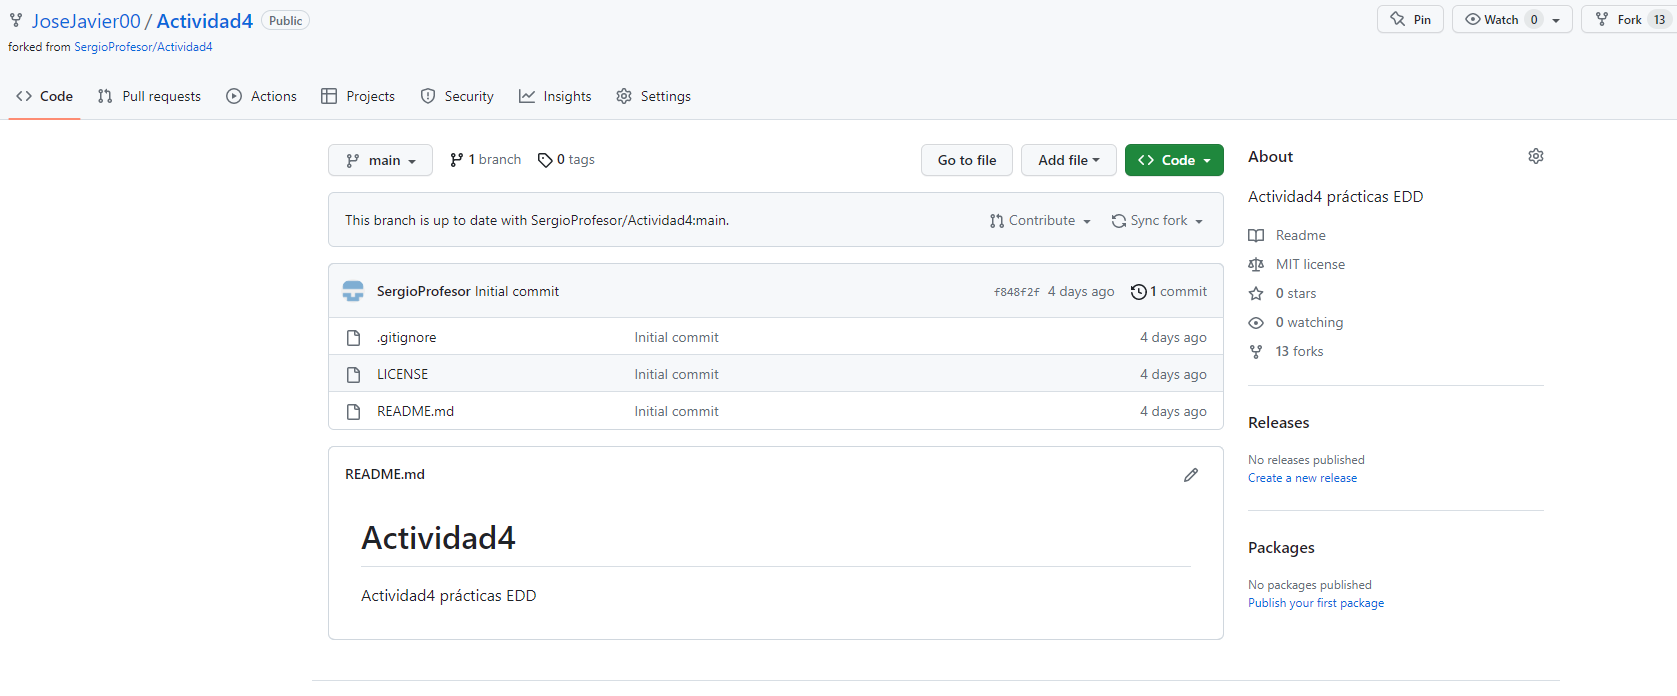 JoseJavier00 / Actividad4 Public
Pin Watch 0 Fork 13
forked from SergioProfesor/Actividad4
Code Pull requests Actions Projects Security Insights Settings
main 1 branch 0 tags Go to file Add file Code
This branch is up to date with SergioProfesor/Actividad4:main. Contribute Sync fork
SergioProfesor Initial commit f848f2f 4 days ago 1 commit
.gitignore Initial commit 4 days ago
LICENSE Initial commit 4 days ago
README.md Initial commit 4 days ago
README.md
Actividad4
Actividad4 prácticas EDD
About
Actividad4 prácticas EDD
Readme
MIT license
0 stars
0 watching
13 forks
Releases
No releases published
Create a new release
Packages
No packages published
Publish your first package